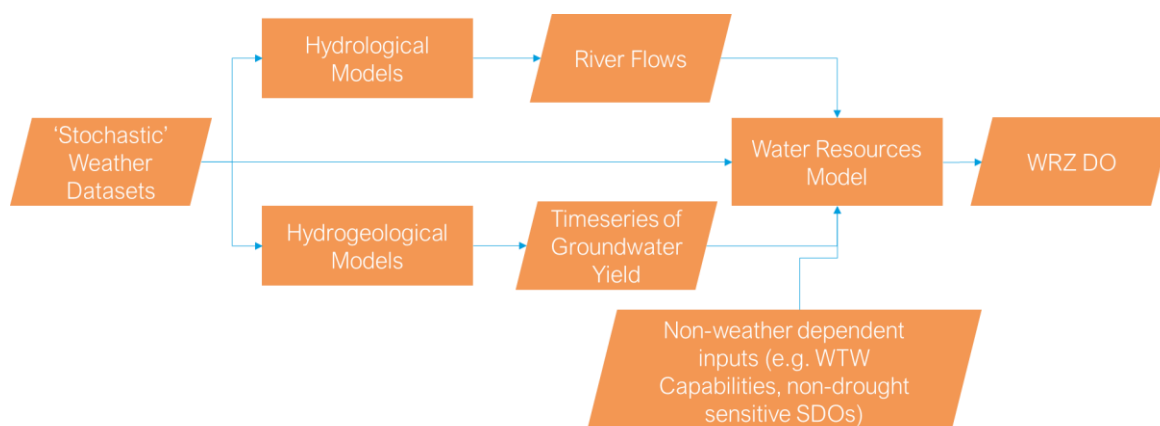 Hydrological
Models
River Flows
‘Stochastic’
Weather
Datasets
Water Resources
Model
WRZ DO
Hydrogeological
Models
Timeseries of
Groundwater
Yield
Non-weather dependent
inputs (e.g. WTW
Capabilities, non-drought
sensitive SDOs)